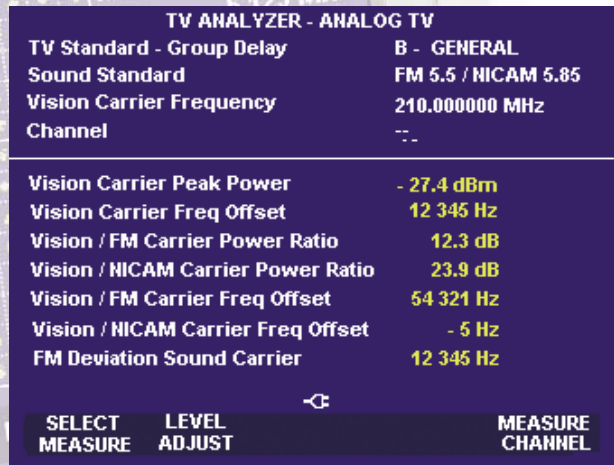 TV ANALYZER - ANALOG TV
TV Standard - Group Delay B - GENERAL
Sound Standard FM 5.5 / NICAM 5.85
Vision Carrier Frequency 210.000000 MHz
Channel --_
Vision Carrier Peak Power - 27.4 dBm
Vision Carrier Freq Offset 12 345 Hz
Vision / FM Carrier Power Ratio 12.3 dB
Vision / NICAM Carrier Power Ratio 23.9 dB
Vision / FM Carrier Freq Offset 54 321 Hz
Vision / NICAM Carrier Freq Offset - 5 Hz
FM Deviation Sound Carrier 12 345 Hz
SELECT LEVEL MEASURE
MEASURE ADJUST CHANNEL